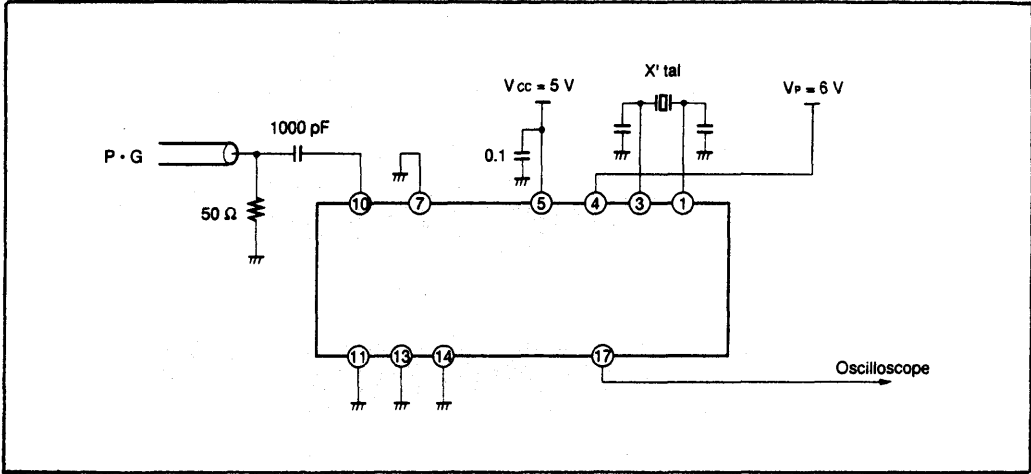 X' tal
Vcc = 5 V
VP = 6 V
1000 pF
P · G
0.1
50 Ω
10
7
5
4
3
1
11
13
14
17
Oscilloscope